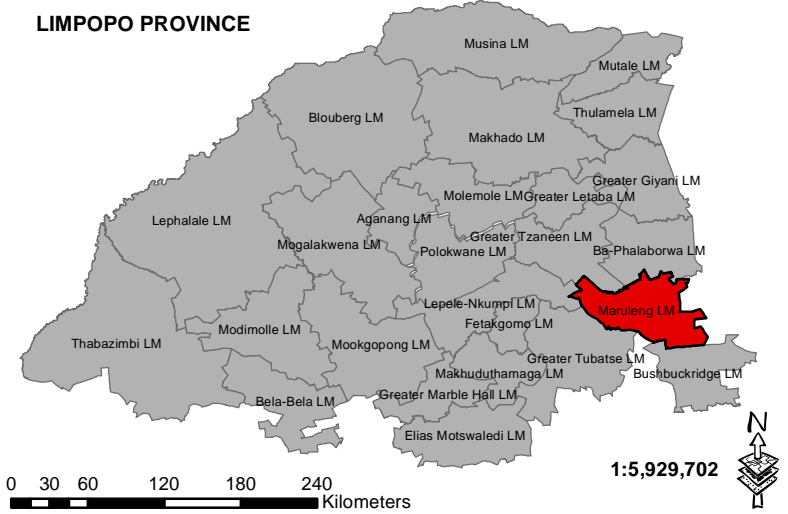 LIMPOPO PROVINCE
Musina LM
Mutale LM
Blouberg LM
Thulamela LM
Makhado LM
Greater Giyani LM
Molemole LM
Greater Letaba LM
Lephalale LM
Aganang LM
Mogalakwena LM
Greater Tzaneen LM
Polokwane LM
Ba-Phalaborwa LM
Lepele-Nkumpi LM
Maruleng LM
Fetakgomo LM
Modimolle LM
Thabazimbi LM
Mookgopong LM
Greater Tubatse LM
Makhuduthamaga LM
Bushbuckridge LM
Greater Marble Hall LM
Bela-Bela LM
Elias Motswaledi LM
N
1:5,929,702
0 30 60 120 180 240
Kilometers